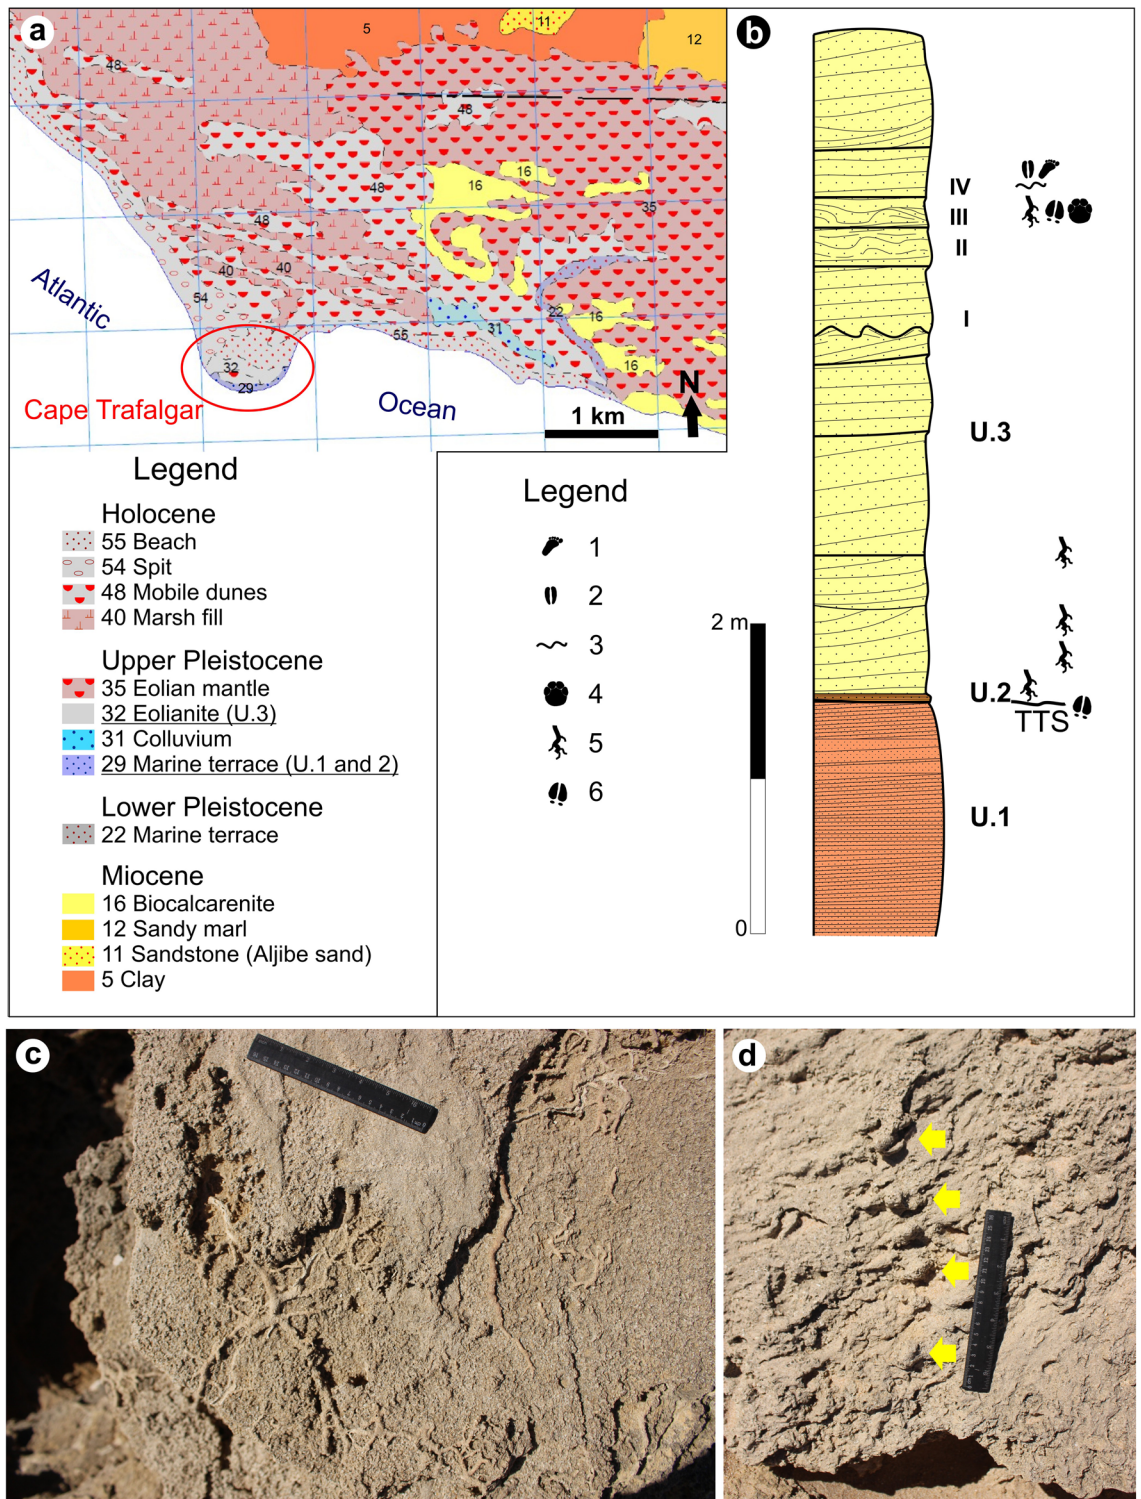 a
5
11
12
48
48
16
16
48
35
48
40
40
54
22
16
31
55
16
32
29
Atlantic
Ocean
Cape Trafalgar
N
1 km
Legend
Holocene
55 Beach
54 Spit
48 Mobile dunes
40 Marsh fill
Upper Pleistocene
35 Eolian mantle
32 Eolianite (U.3)
31 Colluvium
29 Marine terrace (U.1 and 2)
Lower Pleistocene
22 Marine terrace
Miocene
16 Biocalcarenite
12 Sandy marl
11 Sandstone (Aljibe sand)
5 Clay
Legend
1
2
3
4
5
6
b
IV
III
II
I
U.3
2 m
U.2
TTS
U.1
0
c
d